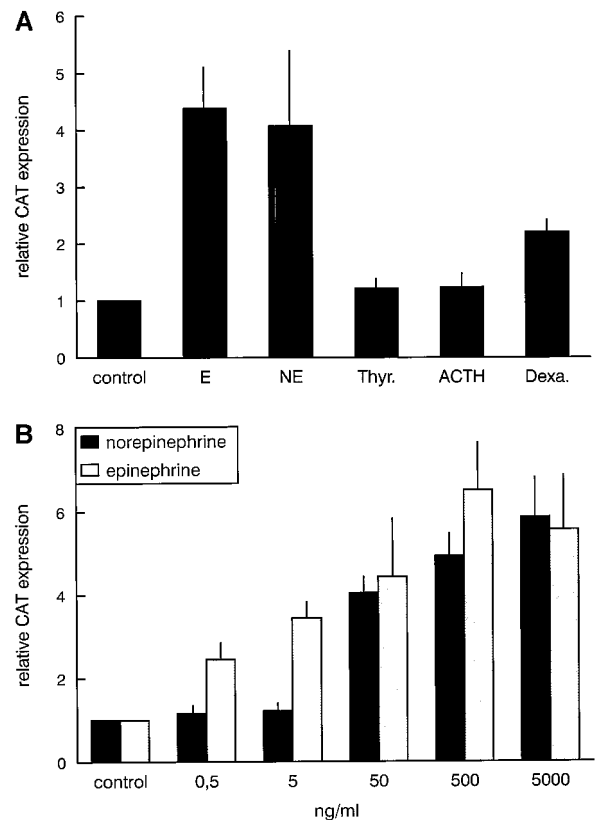 A
6
5
4
3
2
1
0
relative CAT expression
control E NE Thyr. ACTH Dexa.
B
8
6
4
2
0
relative CAT expression
norepinephrine
epinephrine
control 0,5 5 50 500 5000
ng/ml